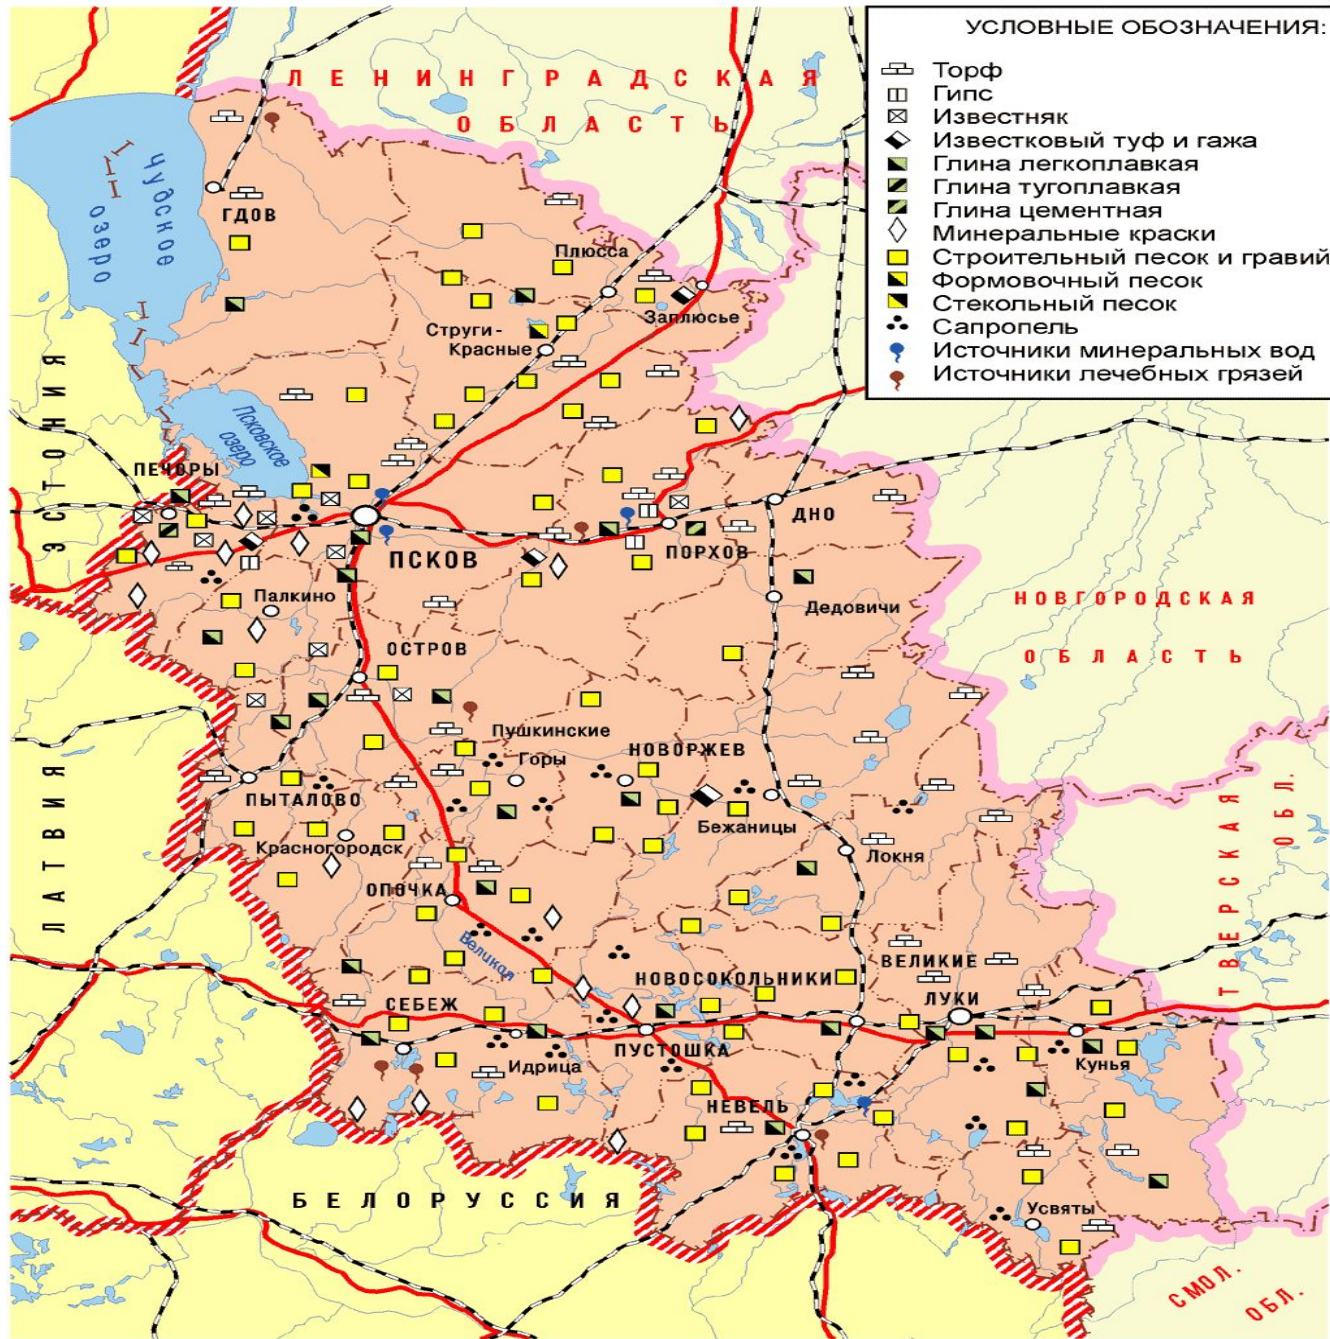 УСЛОВНЫЕ ОБОЗНАЧЕНИЯ:
Торф
Гипс
Известняк
Известковый туф и гажа
Глина легкоплавкая
Глина тугоплавкая
Глина цементная
Минеральные краски
Строительный песок и гравий
Формовочный песок
Стекольный песок
Сапропель
Источники минеральных вод
Источники лечебных грязей
ЛЕНИНГРАДСКАЯ
ОБЛАСТЬ
Чудское
озеро
ГДОВ
Плюсса
Заплюсье
Струги-
Красные
ЭСТОНИЯ
Псковское
озеро
ПЕЧОРЫ
ПСКОВ
ДНО
ПОРХОВ
Палкино
Дедовичи
НОВГОРОДСКАЯ
ОБЛАСТЬ
ОСТРОВ
Пушкинские
Горы
НОВОРЖЕВ
ЛАТВИЯ
ПЫТАЛОВО
Бежаницы
Красногородск
Локня
ТВЕРСКАЯ
ОБЛ.
ОПОЧКА
Великая
НОВОСОКОЛЬНИКИ
ВЕЛИКИЕ
ЛУКИ
СЕБЕЖ
Идрица
ПУСТОШКА
Кунья
НЕВЕЛЬ
БЕЛОРУССИЯ
Усвяты
СМОЛ.
ОБЛ.